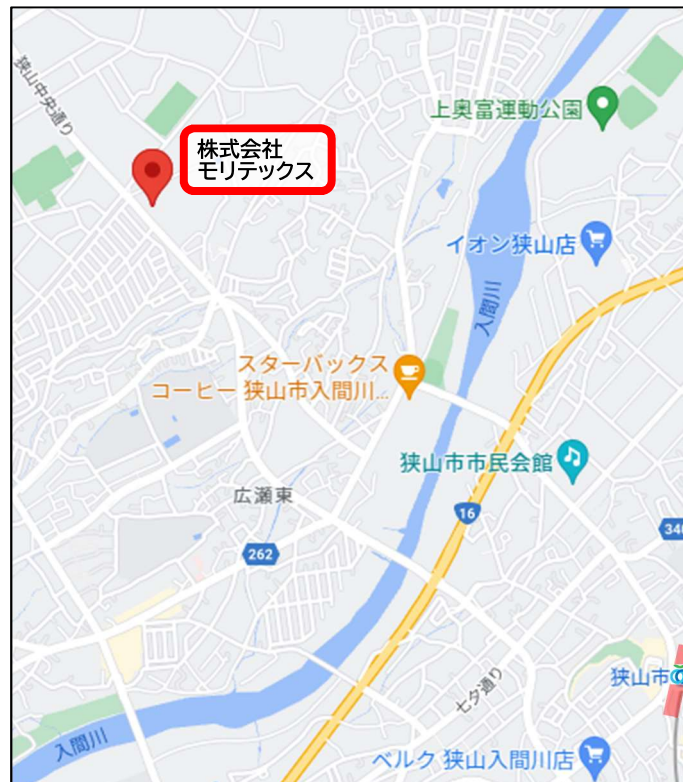 狭山中央通り
上奥富運動公園
株式会社
モリテックス
イオン狭山店
入間川
スターバックス
コーヒー 狭山市入間川...
狭山市市民会館
広瀬東
16
262
狭山市
七夕通り
入間川
ベルク 狭山入間川店